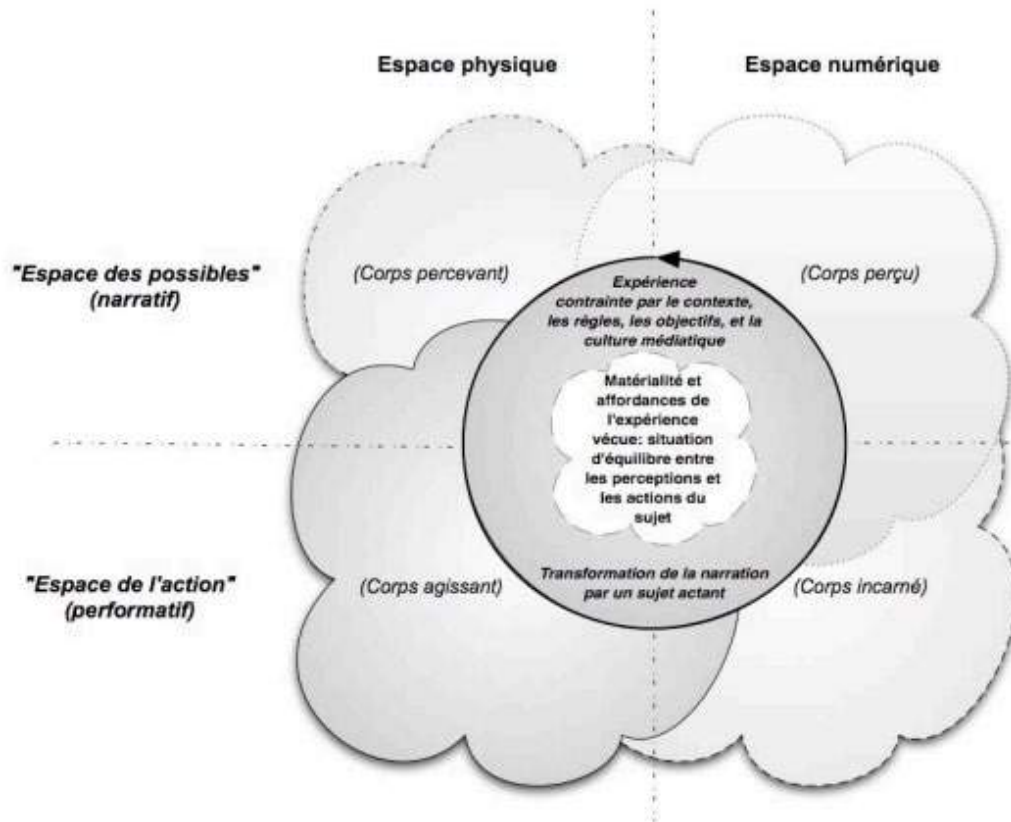 Espace physique
Espace numérique
"Espace des possibles"
(narratif)
(Corps percevant)
(Corps perçu)
Expérience
contrainte par le contexte,
les règles, les objectifs, et la
culture médiatique
Matérialité et
affordances de
l'expérience
vécue: situation
d'équilibre entre
les perceptions et
les actions du
sujet
"Espace de l'action"
(performatif)
(Corps agissant)
Transformation de la narration
par un sujet actant
(Corps incarné)